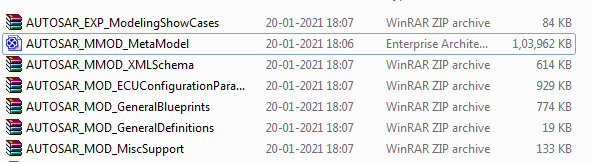 AUTOSAR_EXP_ModelingShowCases 20-01-2021 18:07 WinRAR ZIP archive 84 KB
AUTOSAR_MMOD_MetaModel 20-01-2021 18:06 Enterprise Archite... 1,03,962 KB
AUTOSAR_MMOD_XMLSchema 20-01-2021 18:07 WinRAR ZIP archive 614 KB
AUTOSAR_MOD_ECUConfigurationPara... 20-01-2021 18:07 WinRAR ZIP archive 929 KB
AUTOSAR_MOD_GeneralBlueprints 20-01-2021 18:07 WinRAR ZIP archive 774 KB
AUTOSAR_MOD_GeneralDefinitions 20-01-2021 18:07 WinRAR ZIP archive 19 KB
AUTOSAR_MOD_MiscSupport 20-01-2021 18:07 WinRAR ZIP archive 133 KB